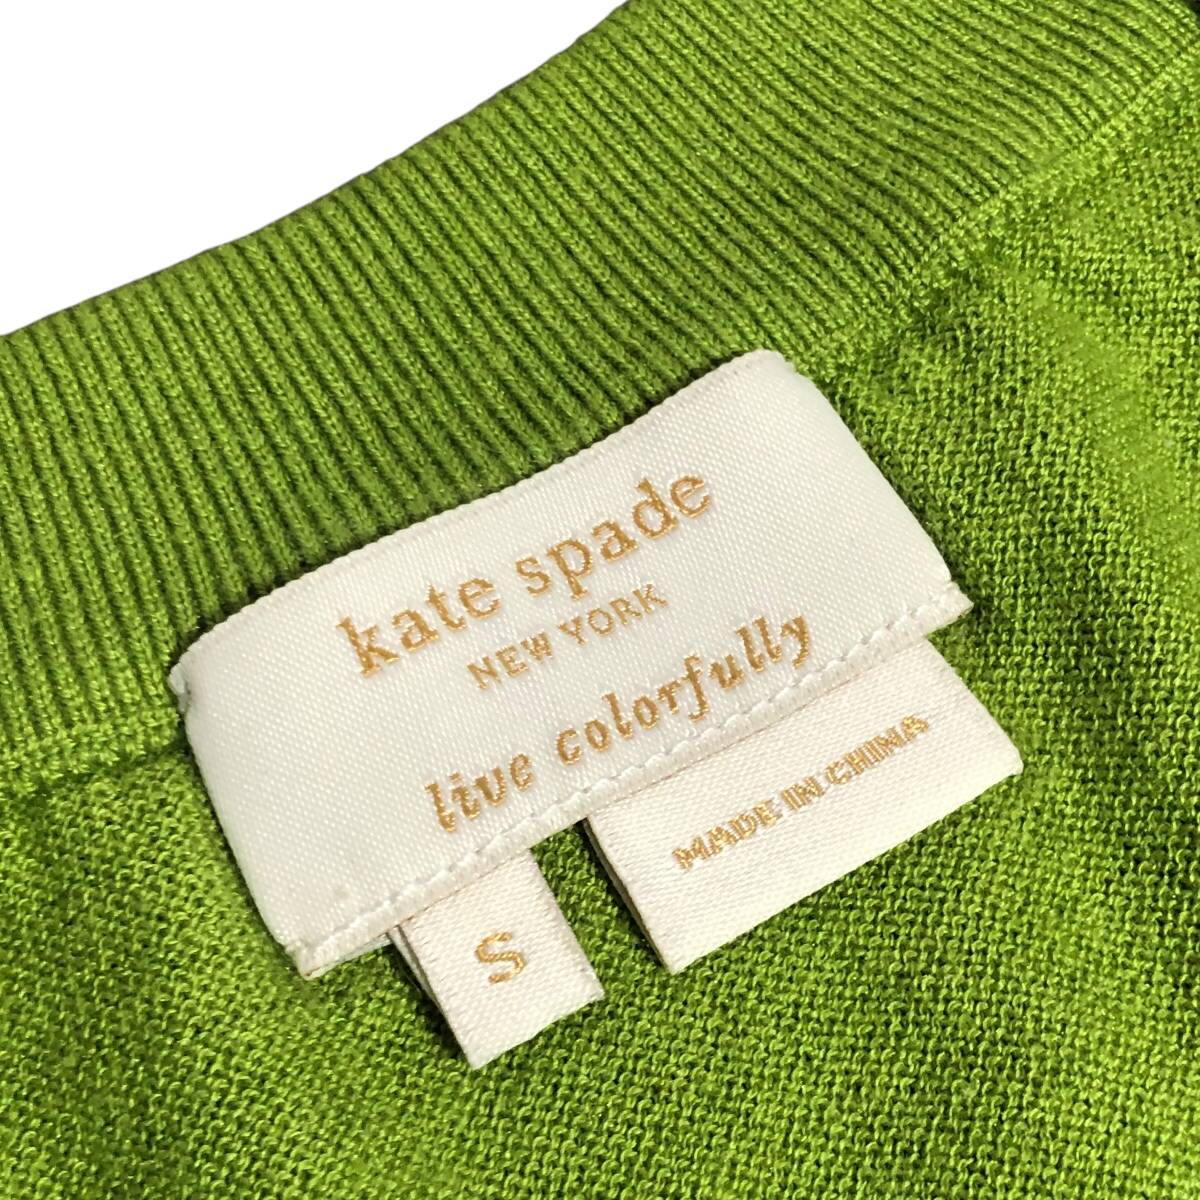 kate spade
NEW YORK
live colorfully
MADE IN CHINA
S